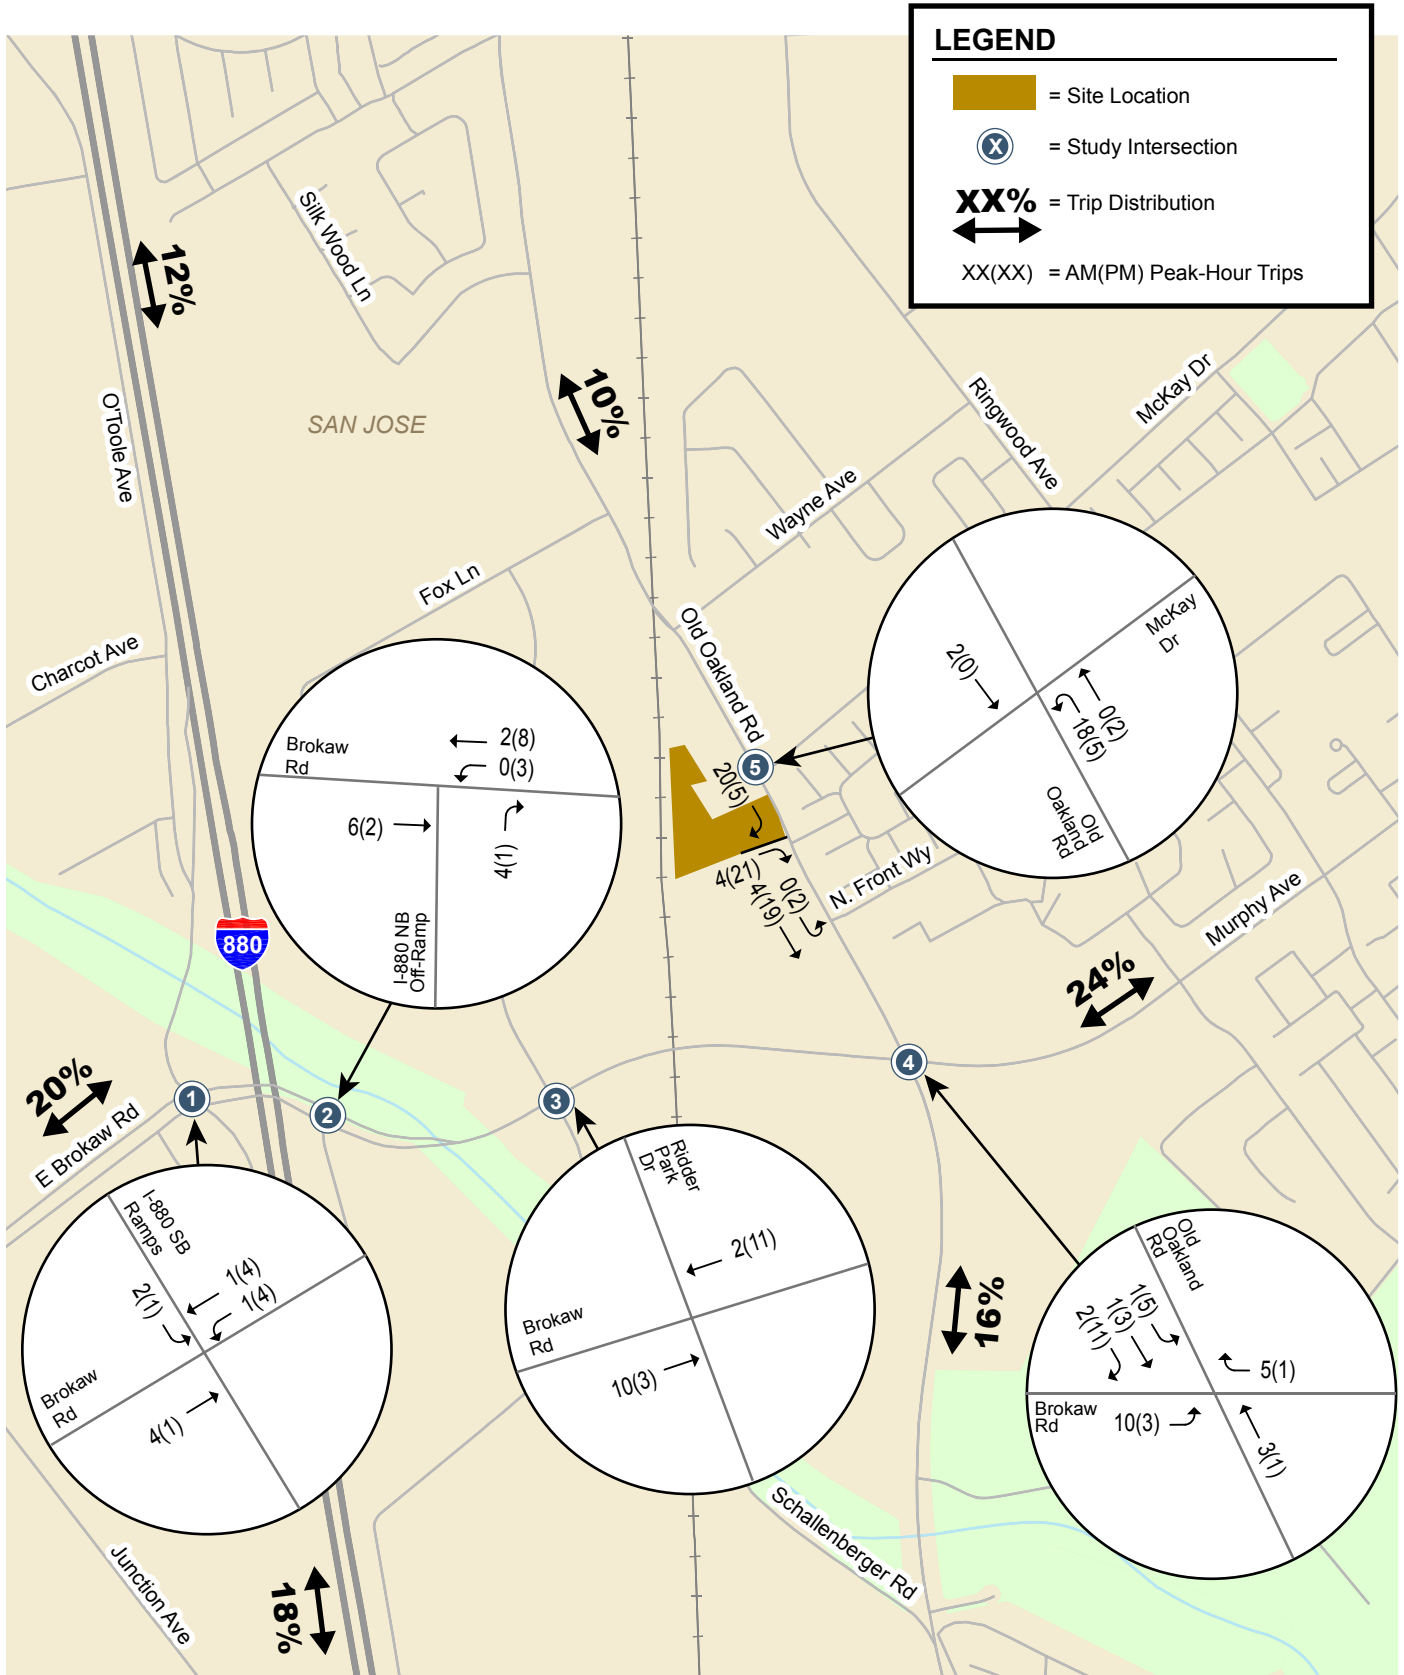 LEGEND
= Site Location
X
= Study Intersection
XX%
= Trip Distribution
XX(XX)
= AM(PM) Peak-Hour Trips
12%
Silk Wood Ln
O'Toole Ave
SAN JOSE
10%
Ringwood Ave
McKay Dr
Wayne Ave
Fox Ln
Charcot Ave
Old Oakland Rd
5
20(5)
4(21)
0(2)
4(19)
N. Front Wy
Murphy Ave
24%
880
20%
E Brokaw Rd
1
2
3
4
16%
18%
Junction Ave
Schallenberger Rd
Brokaw
Rd
2(8)
0(3)
6(2)
4(1)
I-880 NB
Off-Ramp
McKay
Dr
2(0)
0(2)
18(5)
Old
Oakland
Rd
I-880 SB
Ramps
2(1)
1(4)
1(4)
Brokaw
Rd
4(1)
Ridder
Park
Dr
2(11)
Brokaw
Rd
10(3)
Old
Oakland
Rd
1(5)
1(3)
2(11)
5(1)
Brokaw
Rd
10(3)
3(1)